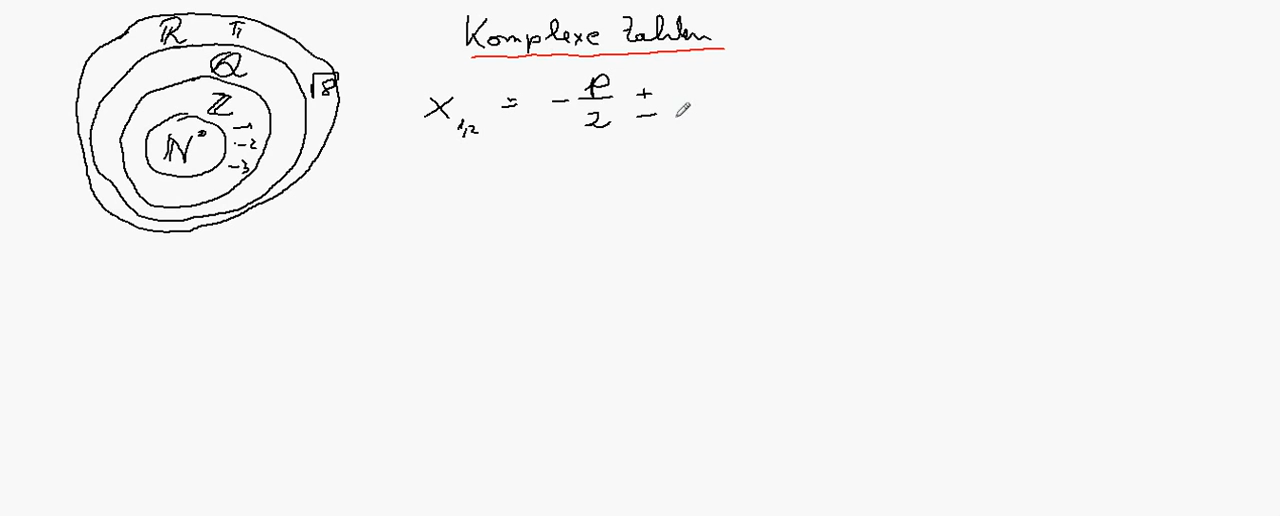 Komplexe Zahlen
x₁,₂ = - p/2 ±
ℝ π
ℚ
√8
ℤ
-1
ℕ° -2
-3